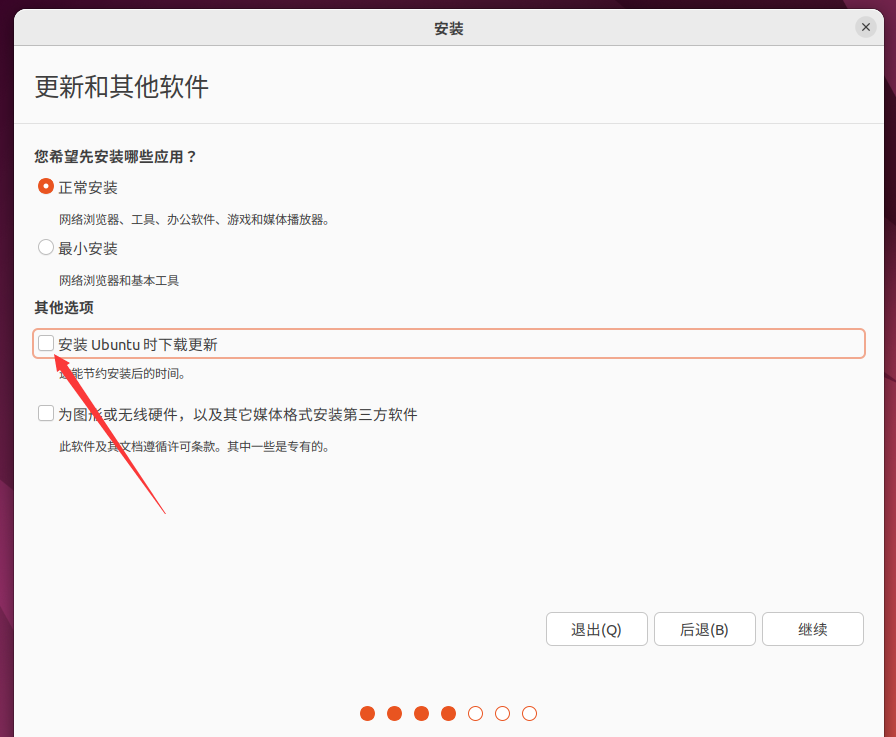 安装
更新和其他软件
您希望先安装哪些应用？
正常安装
网络浏览器、工具、办公软件、游戏和媒体播放器。
最小安装
网络浏览器和基本工具
其他选项
安装 Ubuntu 时下载更新
这能节约安装后的时间。
为图形或无线硬件，以及其它媒体格式安装第三方软件
此软件及其文档遵循许可条款。其中一些是专有的。
退出(Q)
后退(B)
继续